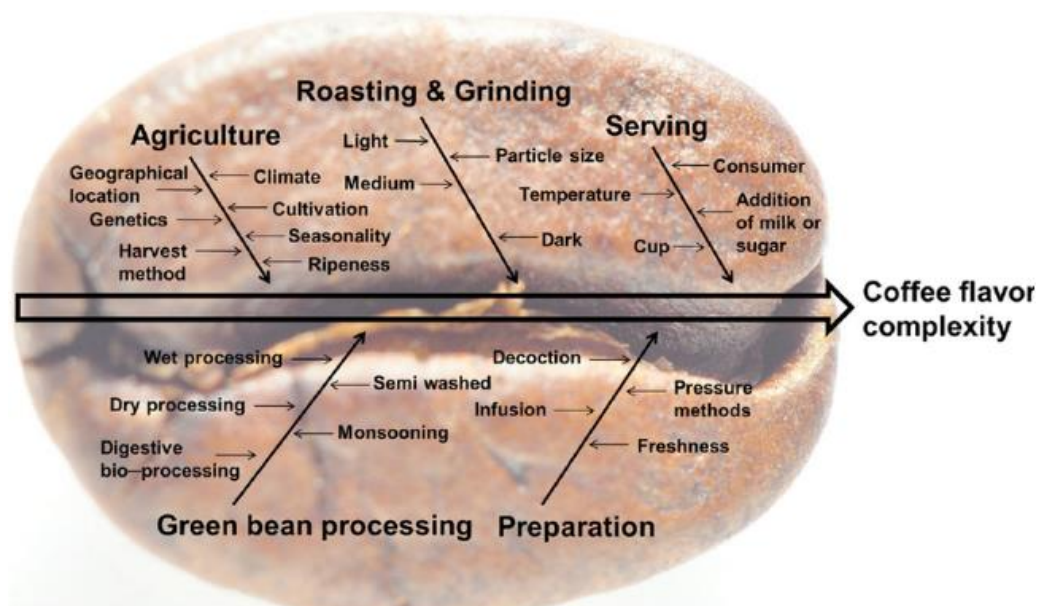 Roasting & Grinding
Agriculture
Serving
Light
Particle size
Medium
Dark
Geographical
location
Climate
Genetics
Cultivation
Seasonality
Harvest
method
Ripeness
Consumer
Temperature
Addition
of milk or
sugar
Cup
Coffee flavor
complexity
Wet processing
Semi washed
Dry processing
Monsooning
Digestive
bio–processing
Decoction
Pressure
methods
Infusion
Freshness
Green bean processing
Preparation